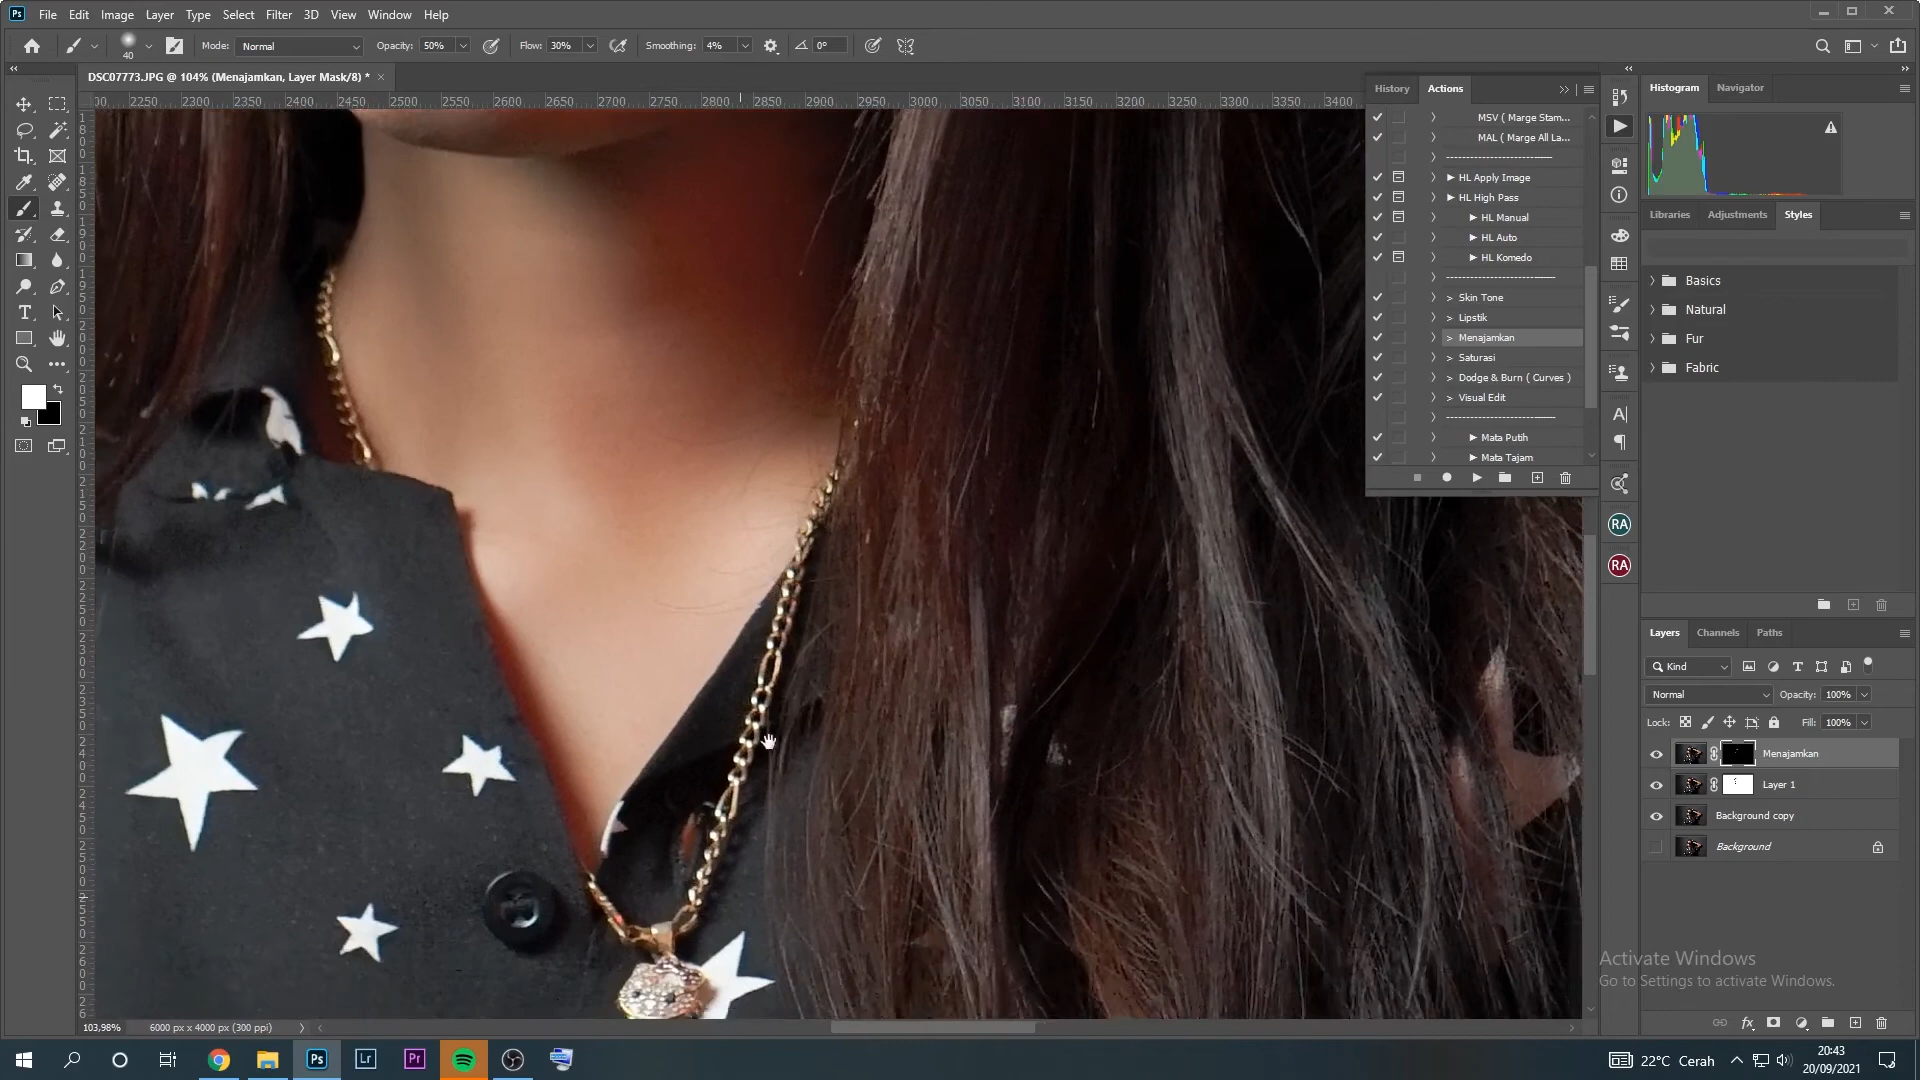 Ps File Edit Image Layer Type Select Filter 3D View Window Help
40 Mode: Normal Opacity: 50% Flow: 30% Smoothing: 4% 0°
DSC07773.JPG @ 104% (Menajamkan, Layer Mask/8) *
2250 2300 2350 2400 2450 2500 2550 2600 2650 2700 2750 2800 2850 2900 2950 3000 3050 3100 3150 3200 3250 3300 3350 3400
History Actions
MSV ( Marge Stam...
MAL ( Marge All La...
HL Apply Image
HL High Pass
HL Manual
HL Auto
HL Komedo
> Skin Tone
> Lipstik
> Menajamkan
> Saturasi
> Dodge & Burn ( Curves )
> Visual Edit
Mata Putih
Mata Tajam
RA
RA
Histogram Navigator
Libraries Adjustments Styles
Basics
Natural
Fur
Fabric
Layers Channels Paths
Kind
Normal Opacity: 100%
Lock: Fill: 100%
Menajamkan
Layer 1
Background copy
Background
Activate Windows
Go to Settings to activate Windows.
103,98% 6000 px x 4000 px (300 ppi)
Ps Lr Pr
22°C Cerah
20:43
20/09/2021